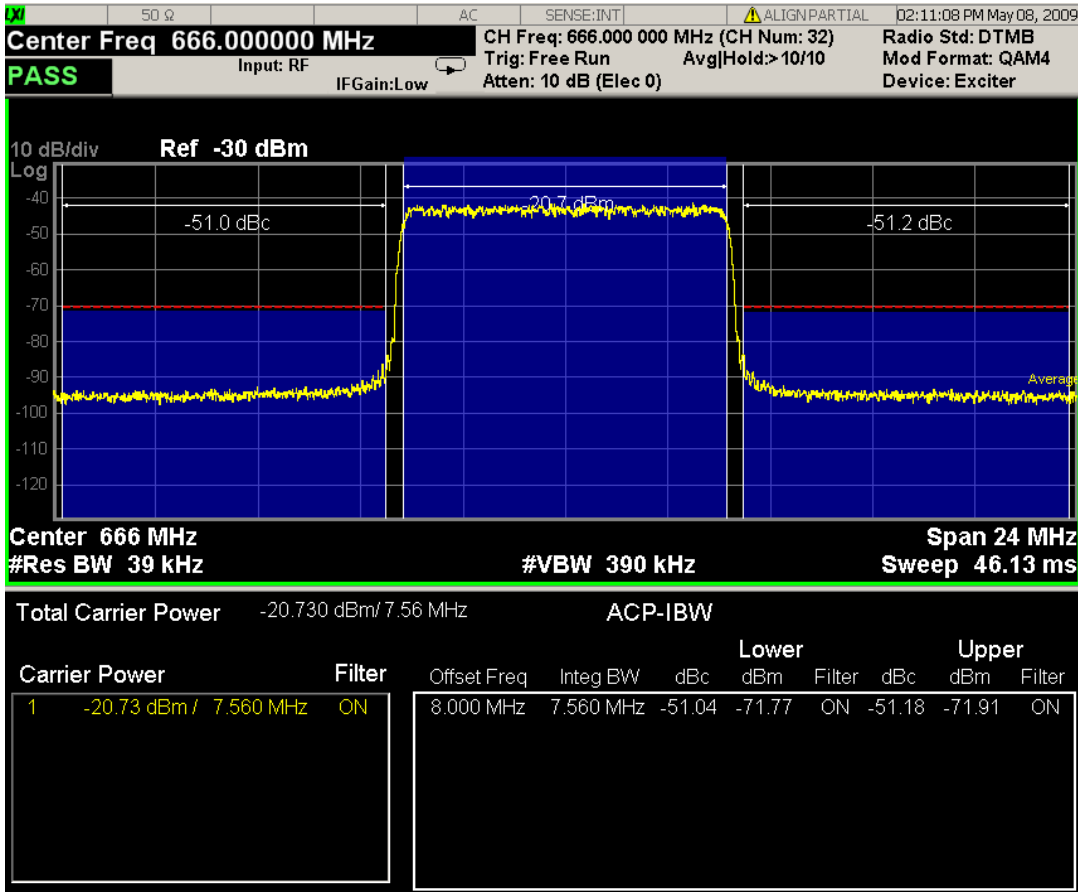 LXI 50 Ω AC SENSE:INT ALIGN PARTIAL 02:11:08 PM May 08, 2009
Center Freq 666.000000 MHz
CH Freq: 666.000 000 MHz (CH Num: 32)
Radio Std: DTMB
PASS
Input: RF
IFGain:Low
Trig: Free Run
Avg|Hold:>10/10
Mod Format: QAM4
Atten: 10 dB (Elec 0)
Device: Exciter
10 dB/div
Ref -30 dBm
Log
-40
-50
-60
-70
-80
-90
-100
-110
-120
-51.0 dBc
-20.7 dBm
-51.2 dBc
Average
Center 666 MHz
Span 24 MHz
#Res BW 39 kHz
#VBW 390 kHz
Sweep 46.13 ms
Total Carrier Power -20.730 dBm/ 7.56 MHz
ACP-IBW
Lower Upper
Carrier Power Filter
Offset Freq Integ BW dBc dBm Filter dBc dBm Filter
1 -20.73 dBm / 7.560 MHz ON
8.000 MHz 7.560 MHz -51.04 -71.77 ON -51.18 -71.91 ON